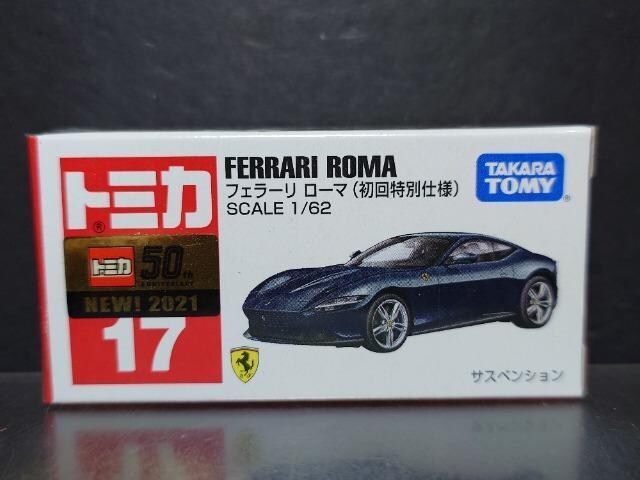 トミカ
®
トミカ 50th
ANNIVERSARY
NEW! 2021
17
FERRARI ROMA
フェラーリ ローマ（初回特別仕様）
SCALE 1/62
TAKARA
TOMY
®
サスペンション